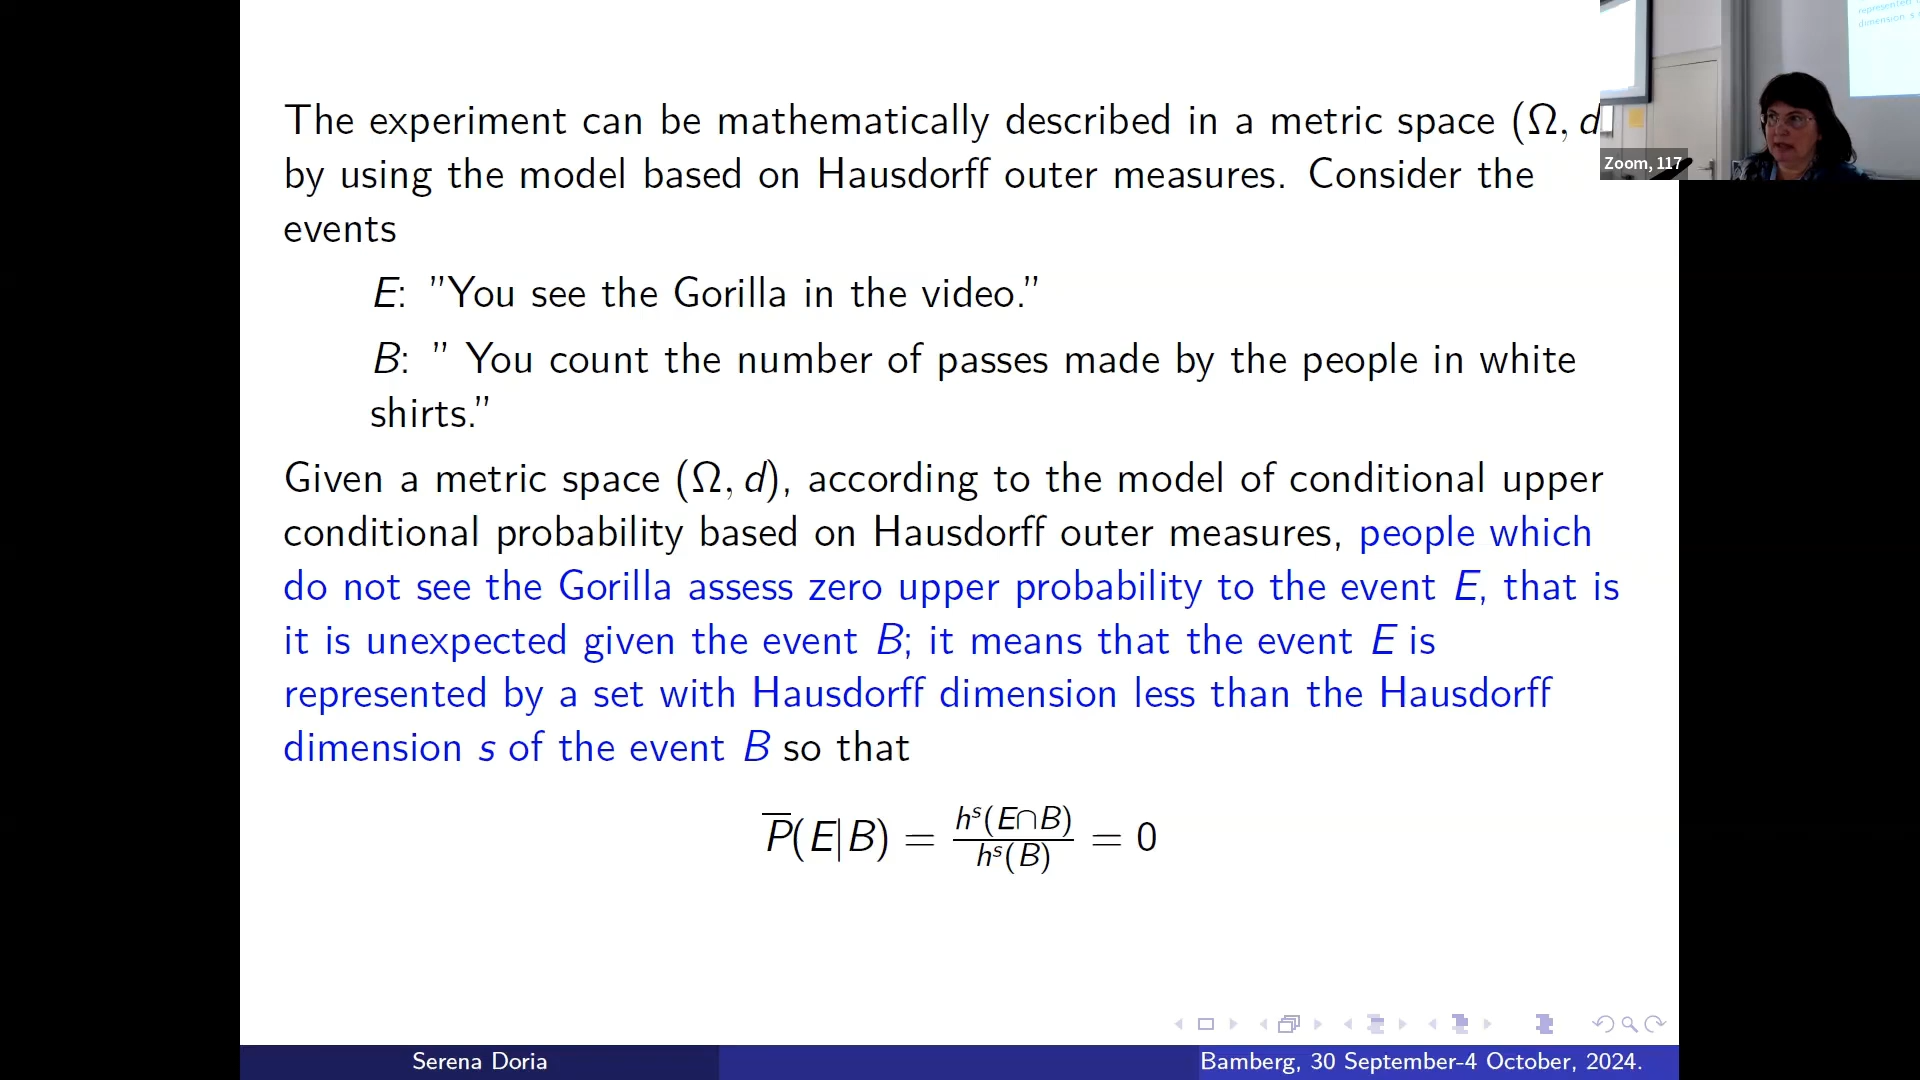 The experiment can be mathematically described in a metric space (Ω, d
by using the model based on Hausdorff outer measures. Consider the
events
E: ”You see the Gorilla in the video.”
B: ” You count the number of passes made by the people in white
shirts.”
Given a metric space (Ω, d), according to the model of conditional upper
conditional probability based on Hausdorff outer measures, people which
do not see the Gorilla assess zero upper probability to the event E, that is
it is unexpected given the event B; it means that the event E is
represented by a set with Hausdorff dimension less than the Hausdorff
dimension s of the event B so that
P̅(E|B) = hˢ(E∩B) / hˢ(B) = 0
Serena Doria
Bamberg, 30 September-4 October, 2024.
Zoom, 117
represented
dimension s